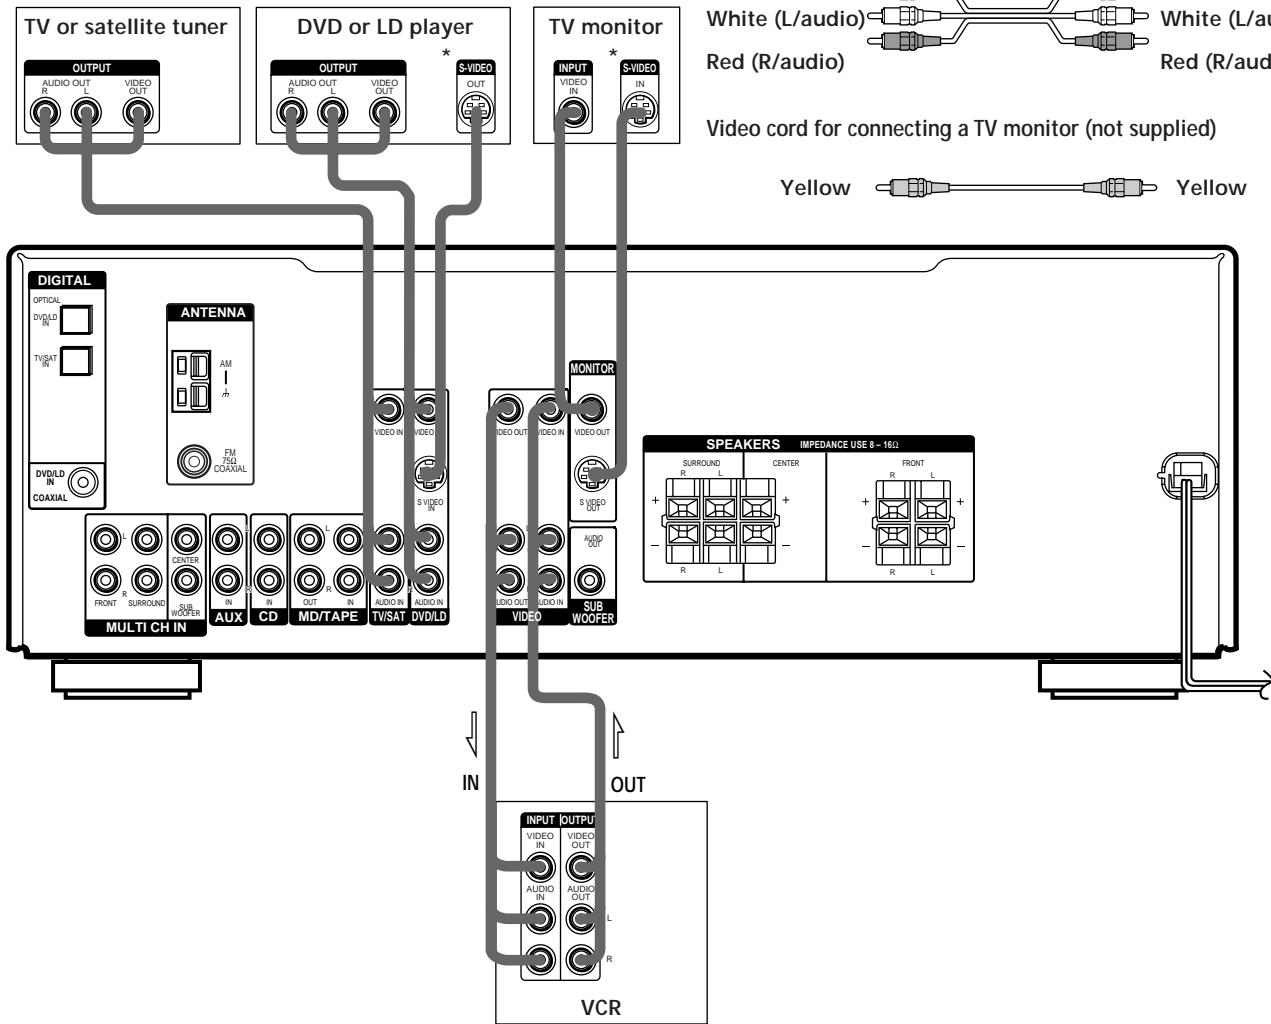 TV or satellite tuner
OUTPUT
AUDIO OUT
R L
VIDEO
OUT
DVD or LD player
*
OUTPUT
AUDIO OUT
R L
VIDEO
OUT
S-VIDEO
OUT
TV monitor
*
INPUT
VIDEO
IN
S-VIDEO
IN
White (L/audio)
White (L/au
Red (R/audio)
Red (R/aud
Video cord for connecting a TV monitor (not supplied)
Yellow
Yellow
DIGITAL
OPTICAL
DVD/LD
IN
TV/SAT
IN
DVD/LD
IN
COAXIAL
ANTENNA
AM
FM
75Ω
COAXIAL
MONITOR
VIDEO IN
VIDEO
VIDEO OUT
VIDEO IN
VIDEO OUT
S VIDEO
IN
S VIDEO
OUT
SPEAKERS IMPEDANCE USE 8 – 16Ω
SURROUND
R L
CENTER
FRONT
R L
+ + + +
– – – –
R L
R L
L
R
FRONT
SURROUND
CENTER
SUB
WOOFER
MULTI CH IN
IN
AUX
IN
CD
L
R
OUT IN
MD/TAPE
AUDIO IN
TV/SAT
AUDIO IN
DVD/LD
AUDIO OUT
AUDIO IN
VIDEO
AUDIO
OUT
SUB
WOOFER
IN
OUT
INPUT OUTPUT
VIDEO
IN
VIDEO
OUT
AUDIO
IN
AUDIO
OUT
L
R
VCR